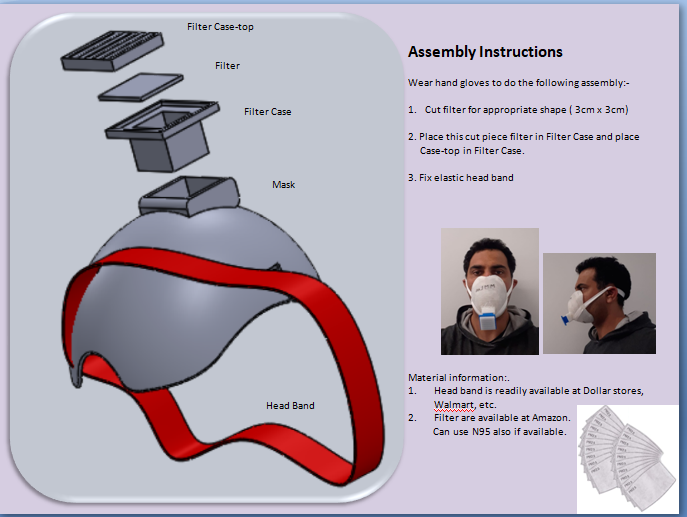 Filter Case-top
Filter
Filter Case
Mask
Head Band
Assembly Instructions
Wear hand gloves to do the following assembly:-
1. Cut filter for appropriate shape ( 3cm x 3cm)
2. Place this cut piece filter in Filter Case and place
Case-top in Filter Case.
3. Fix elastic head band
Material information:.
1. Head band is readily available at Dollar stores,
Walmart, etc.
2. Filter are available at Amazon.
Can use N95 also if available.